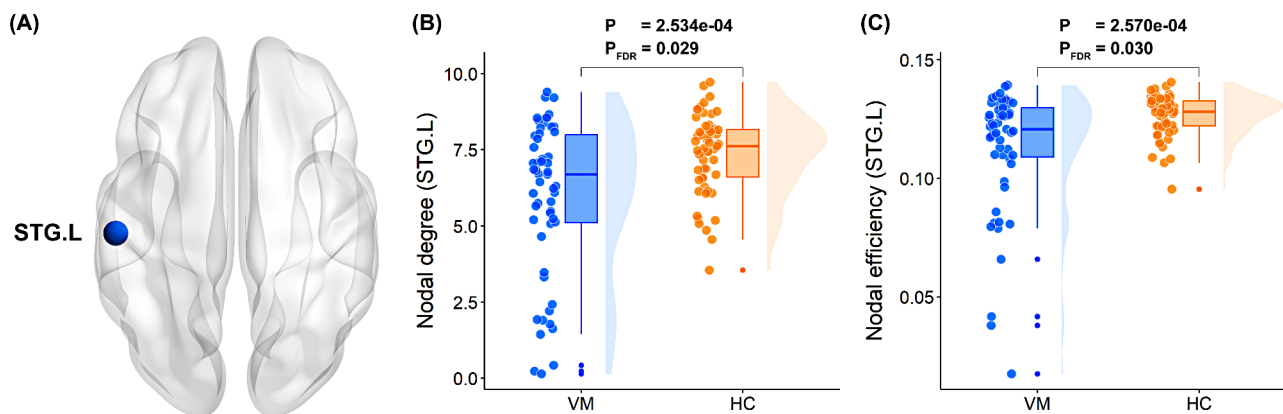 (A)
STG.L
(B)
P = 2.534e-04
P_FDR = 0.029
Nodal degree (STG.L)
10.0
7.5
5.0
2.5
0.0
VM HC
(C)
P = 2.570e-04
P_FDR = 0.030
Nodal efficiency (STG.L)
0.15
0.10
0.05
VM HC